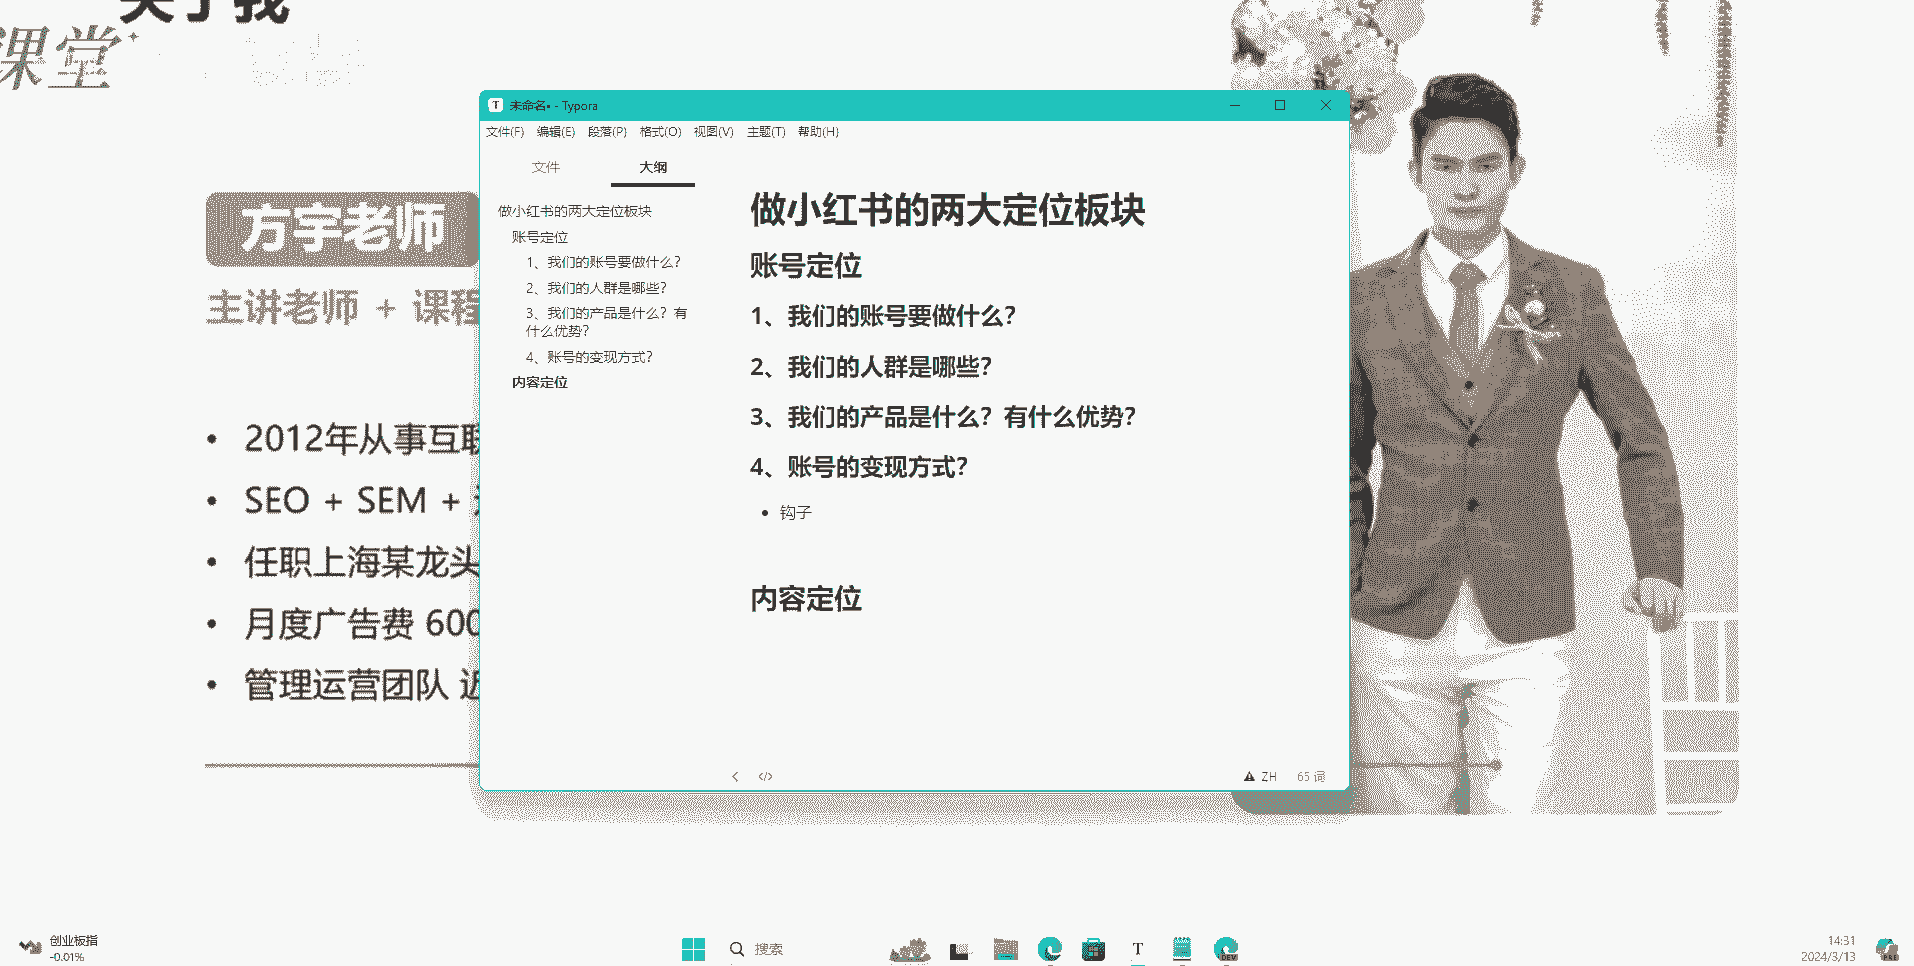 关于我
课堂
方宇老师
主讲老师 + 课程
2012年从事互联
SEO + SEM +
任职上海某龙头
月度广告费 600
管理运营团队 近
未命名• - Typora
文件(F) 编辑(E) 段落(P) 格式(O) 视图(V) 主题(T) 帮助(H)
文件 大纲
做小红书的两大定位板块
账号定位
1、我们的账号要做什么？
2、我们的人群是哪些？
3、我们的产品是什么？有
什么优势？
4、账号的变现方式？
内容定位
做小红书的两大定位板块
账号定位
1、我们的账号要做什么？
2、我们的人群是哪些？
3、我们的产品是什么？有什么优势？
4、账号的变现方式？
钩子
内容定位
ZH 65 词
创业板指
-0.01%
搜索
14:31
2024/3/13